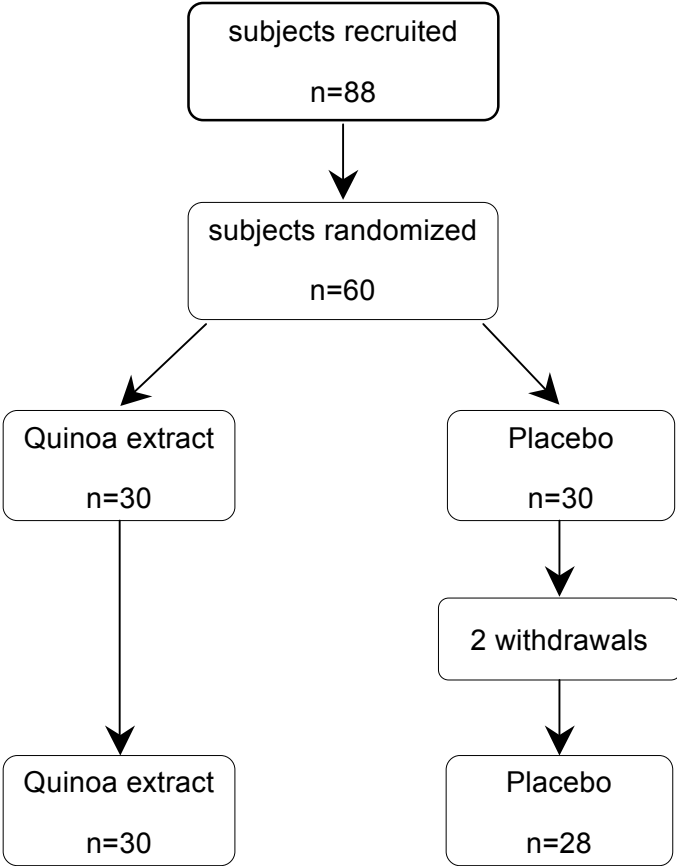 subjects recruited
n=88
subjects randomized
n=60
Quinoa extract
n=30
Placebo
n=30
2 withdrawals
Quinoa extract
n=30
Placebo
n=28